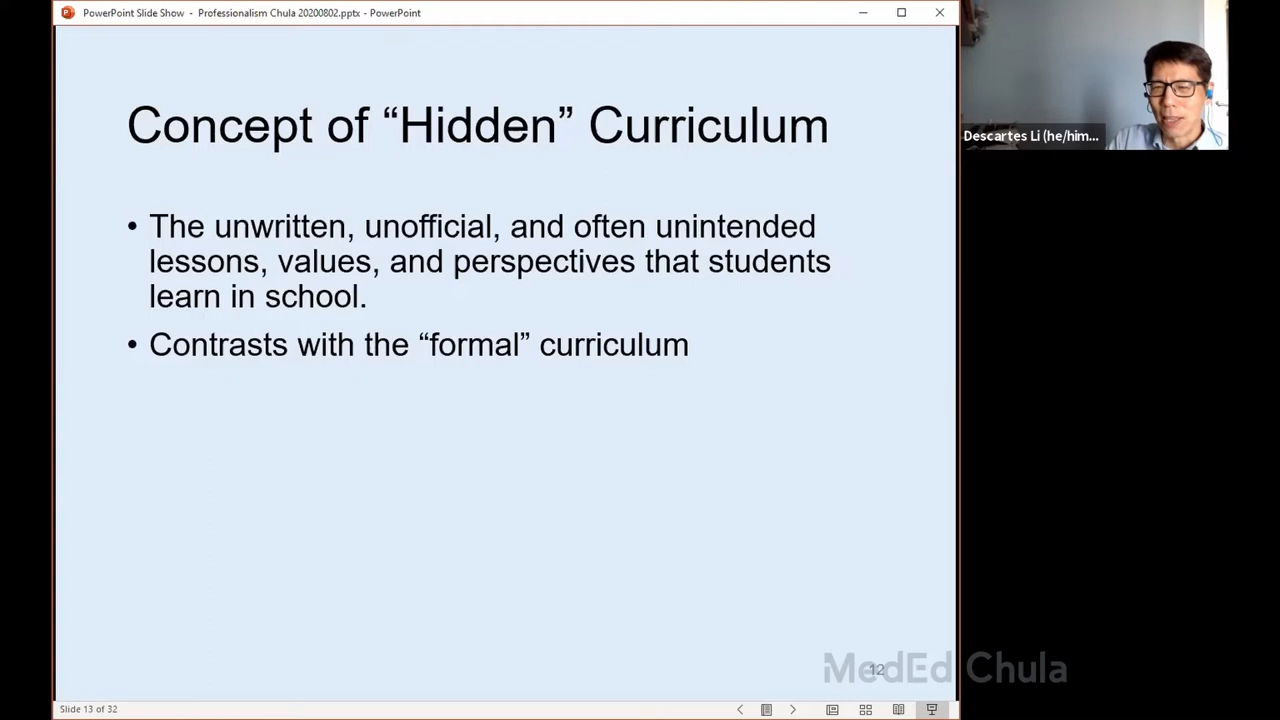 PowerPoint Slide Show - Professionalism Chula 20200802.pptx - PowerPoint
Concept of “Hidden” Curriculum
• The unwritten, unofficial, and often unintended
lessons, values, and perspectives that students
learn in school.
• Contrasts with the “formal” curriculum
Descartes Li (he/him...
12
MedEd Chula
Slide 13 of 32